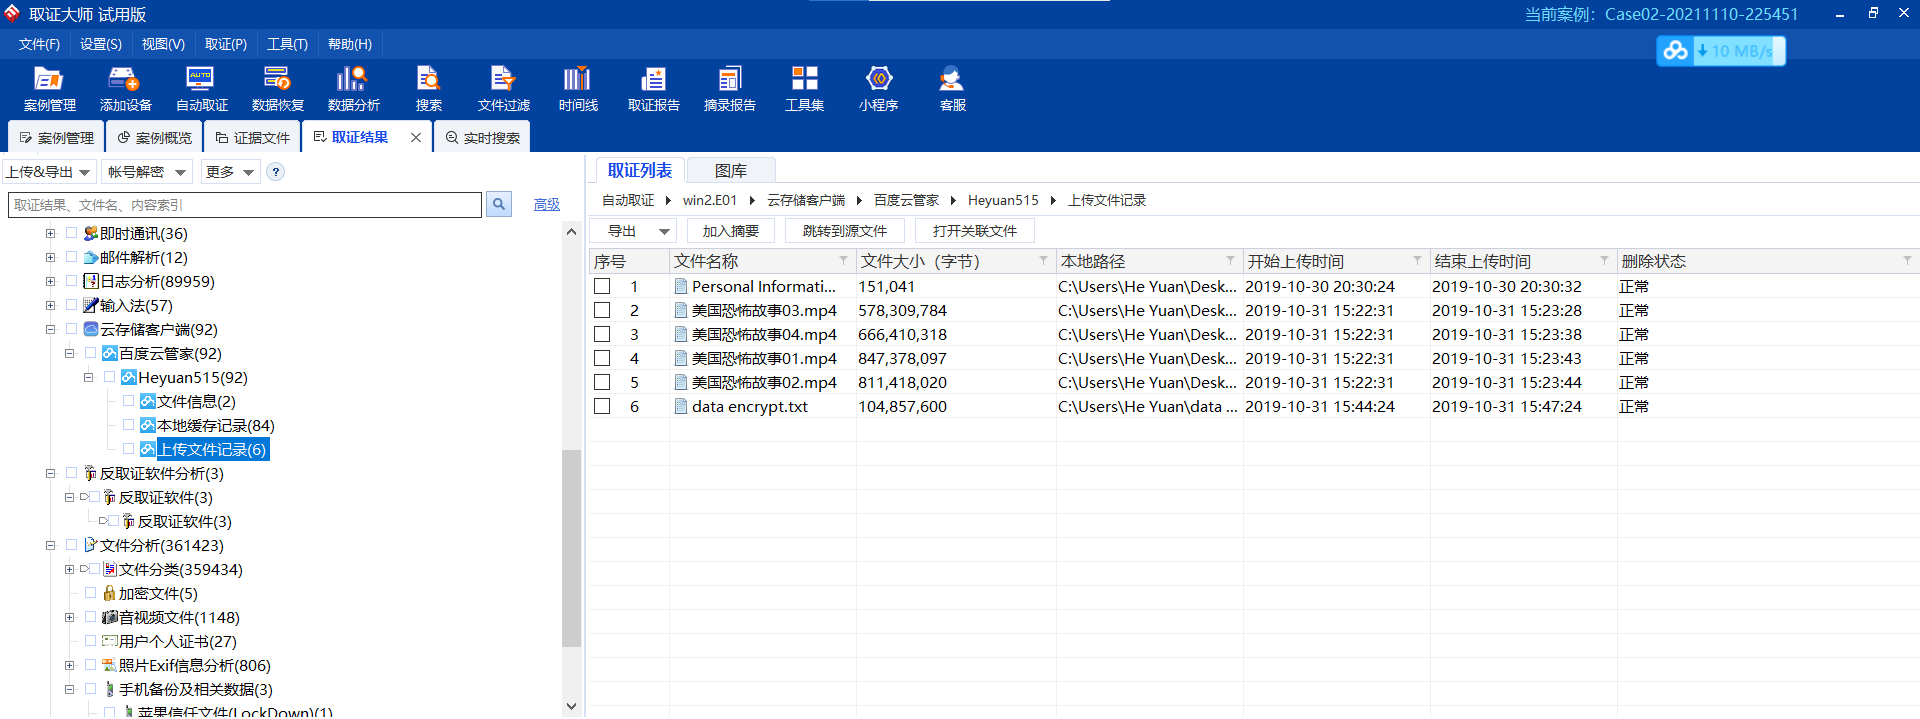 取证大师 试用版
当前案例：Case02-20211110-225451
文件(F) 设置(S) 视图(V) 取证(P) 工具(T) 帮助(H)
10 MB/s
AUTO
案例管理 添加设备 自动取证 数据恢复 数据分析 搜索 文件过滤 时间线 取证报告 摘录报告 工具集 小程序 客服
案例管理 案例概览 证据文件 取证结果 实时搜索
上传&导出 帐号解密 更多 ?
取证结果、文件名、内容索引 高级
即时通讯(36)
邮件解析(12)
日志分析(89959)
输入法(57)
云存储客户端(92)
百度云管家(92)
Heyuan515(92)
文件信息(2)
本地缓存记录(84)
上传文件记录(6)
反取证软件分析(3)
反取证软件(3)
反取证软件(3)
文件分析(361423)
文件分类(359434)
加密文件(5)
音视频文件(1148)
用户个人证书(27)
照片Exif信息分析(806)
手机备份及相关数据(3)
苹果信任文件(LockDown)(1)
取证列表 图库
自动取证 win2.E01 云存储客户端 百度云管家 Heyuan515 上传文件记录
导出 加入摘要 跳转到源文件 打开关联文件
序号 文件名称 文件大小（字节） 本地路径 开始上传时间 结束上传时间 删除状态
1 Personal Informati... 151,041 C:\Users\He Yuan\Desk... 2019-10-30 20:30:24 2019-10-30 20:30:32 正常
2 美国恐怖故事03.mp4 578,309,784 C:\Users\He Yuan\Desk... 2019-10-31 15:22:31 2019-10-31 15:23:28 正常
3 美国恐怖故事04.mp4 666,410,318 C:\Users\He Yuan\Desk... 2019-10-31 15:22:31 2019-10-31 15:23:38 正常
4 美国恐怖故事01.mp4 847,378,097 C:\Users\He Yuan\Desk... 2019-10-31 15:22:31 2019-10-31 15:23:43 正常
5 美国恐怖故事02.mp4 811,418,020 C:\Users\He Yuan\Desk... 2019-10-31 15:22:31 2019-10-31 15:23:44 正常
6 data encrypt.txt 104,857,600 C:\Users\He Yuan\data ... 2019-10-31 15:44:24 2019-10-31 15:47:24 正常